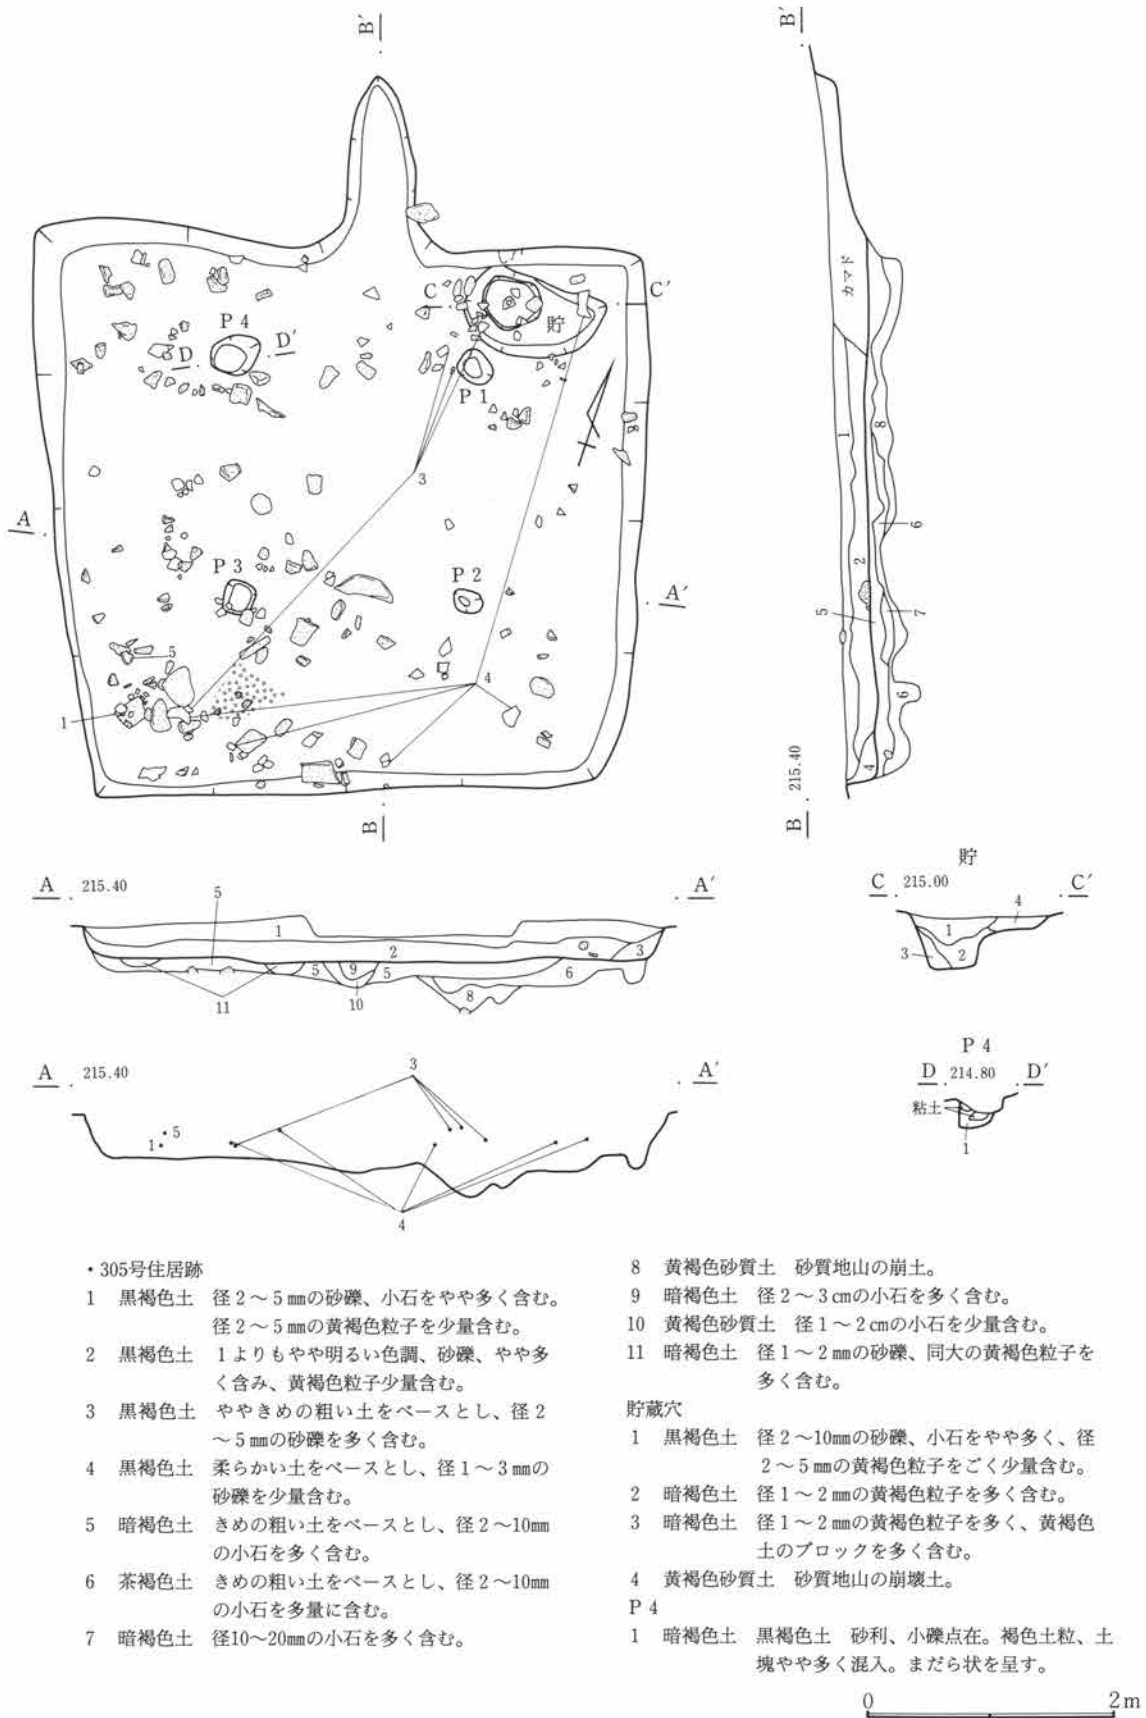 B′
B′
C
C′
貯
P 4
D′
D
P 1
カマド
1
8
3
6
A
2
P 3
P 2
A′
5
7
5
4
6
1
4
B
B 215.40
貯
A 215.40
5
A′
C 215.00
C′
4
1
1
2
3
3
2
5
9
5
6
8
11
10
P 4
A 215.40
3
A′
D 214.80 D′
粘土
5
1
1
4
・305号住居跡
1 黒褐色土 径2～5㎜の砂礫、小石をやや多く含む。
径2～5㎜の黄褐色粒子を少量含む。
2 黒褐色土 1よりもやや明るい色調、砂礫、やや多
く含み、黄褐色粒子少量含む。
3 黒褐色土 ややきめの粗い土をベースとし、径2
～5㎜の砂礫を多く含む。
4 黒褐色土 柔らかい土をベースとし、径1～3㎜の
砂礫を少量含む。
5 暗褐色土 きめの粗い土をベースとし、径2～10㎜
の小石を多く含む。
6 茶褐色土 きめの粗い土をベースとし、径2～10㎜
の小石を多量に含む。
7 暗褐色土 径10～20㎜の小石を多く含む。
8 黄褐色砂質土 砂質地山の崩土。
9 暗褐色土 径2～3㎝の小石を多く含む。
10 黄褐色砂質土 径1～2㎝の小石を少量含む。
11 暗褐色土 径1～2㎜の砂礫、同大の黄褐色粒子を
多く含む。
貯蔵穴
1 黒褐色土 径2～10㎜の砂礫、小石をやや多く、径
2～5㎜の黄褐色粒子をごく少量含む。
2 暗褐色土 径1～2㎜の黄褐色粒子を多く含む。
3 暗褐色土 径1～2㎜の黄褐色粒子を多く、黄褐色
土のブロックを多く含む。
4 黄褐色砂質土 砂質地山の崩壊土。
P 4
1 暗褐色土 黒褐色土 砂利、小礫点在。褐色土粒、土
塊やや多く混入。まだら状を呈す。
0 2m